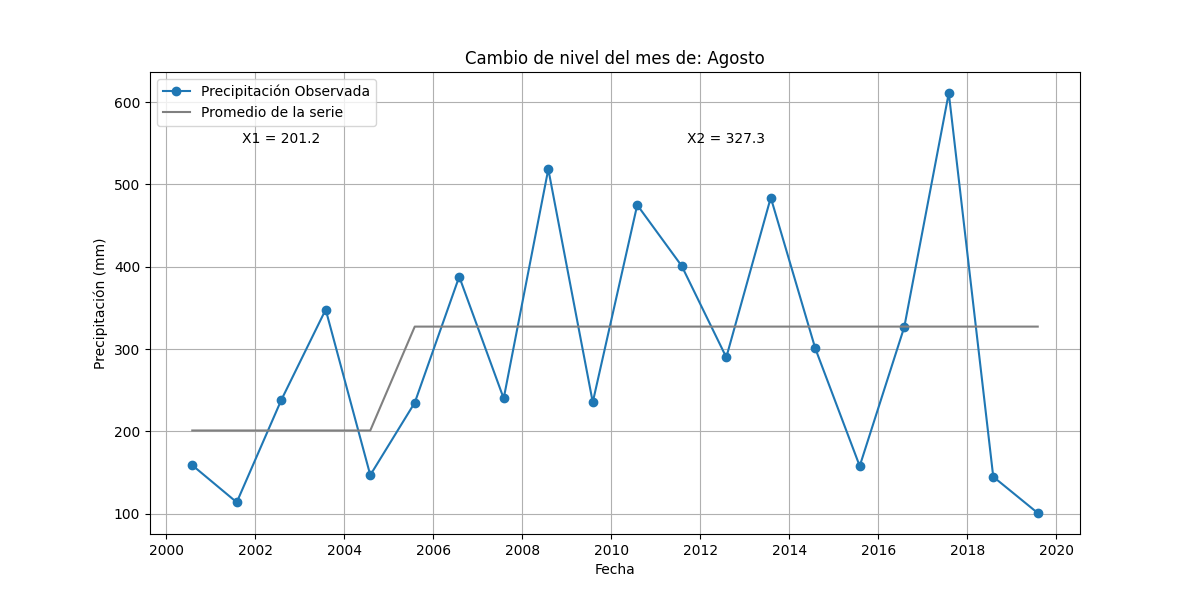 Cambio de nivel del mes de: Agosto
Precipitación Observada
Promedio de la serie
X1 = 201.2
X2 = 327.3
Precipitación (mm)
600
500
400
300
200
100
2000 2002 2004 2006 2008 2010 2012 2014 2016 2018 2020
Fecha